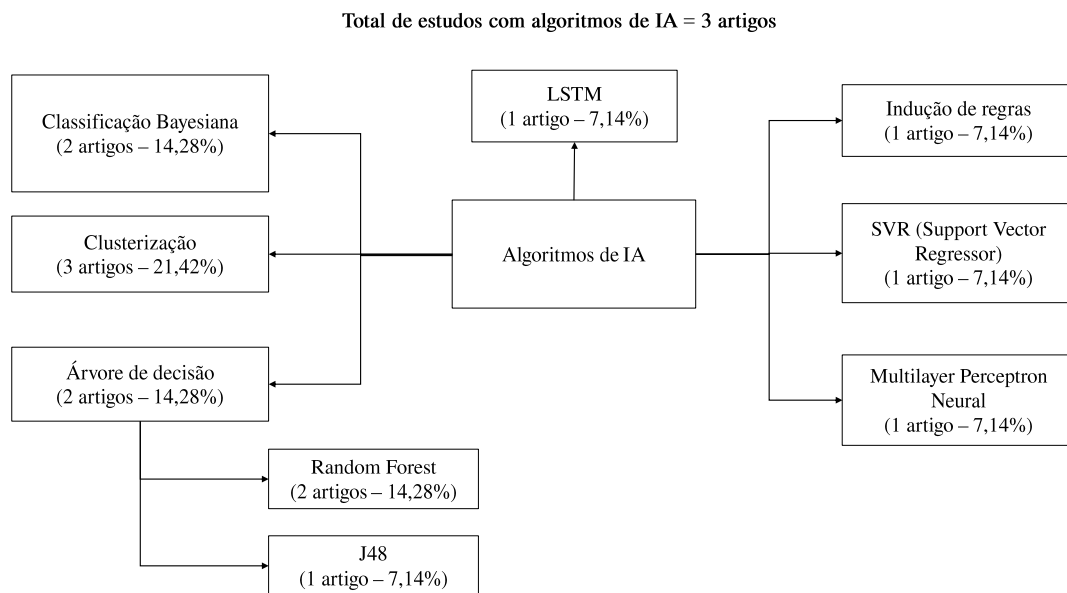 Total de estudos com algoritmos de IA = 3 artigos
LSTM
(1 artigo – 7,14%)
Classificação Bayesiana
(2 artigos – 14,28%)
Clusterização
(3 artigos – 21,42%)
Árvore de decisão
(2 artigos – 14,28%)
Random Forest
(2 artigos – 14,28%)
J48
(1 artigo – 7,14%)
Algoritmos de IA
Indução de regras
(1 artigo – 7,14%)
SVR (Support Vector
Regressor)
(1 artigo – 7,14%)
Multilayer Perceptron
Neural
(1 artigo – 7,14%)